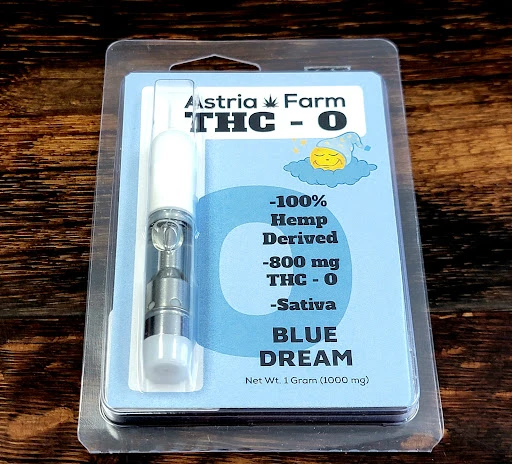 Astria Farm
THC - O
-100%
Hemp
Derived
-800 mg
THC - O
-Sativa
BLUE
DREAM
Net Wt. 1 Gram (1000 mg)